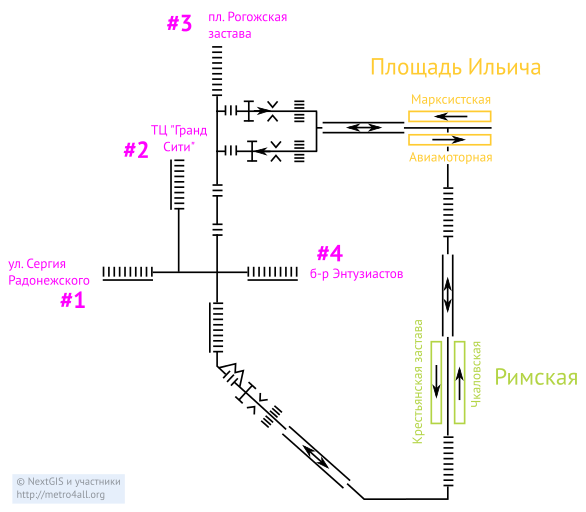 #3
пл. Рогожская
застава
Площадь Ильича
Марксистская
ТЦ "Гранд
Сити"
#2
Авиамоторная
ул. Сергия
Радонежского
#1
#4
б-р Энтузиастов
Крестьянская застава
Чкаловская
Римская
© NextGIS и участники
http://metro4all.org